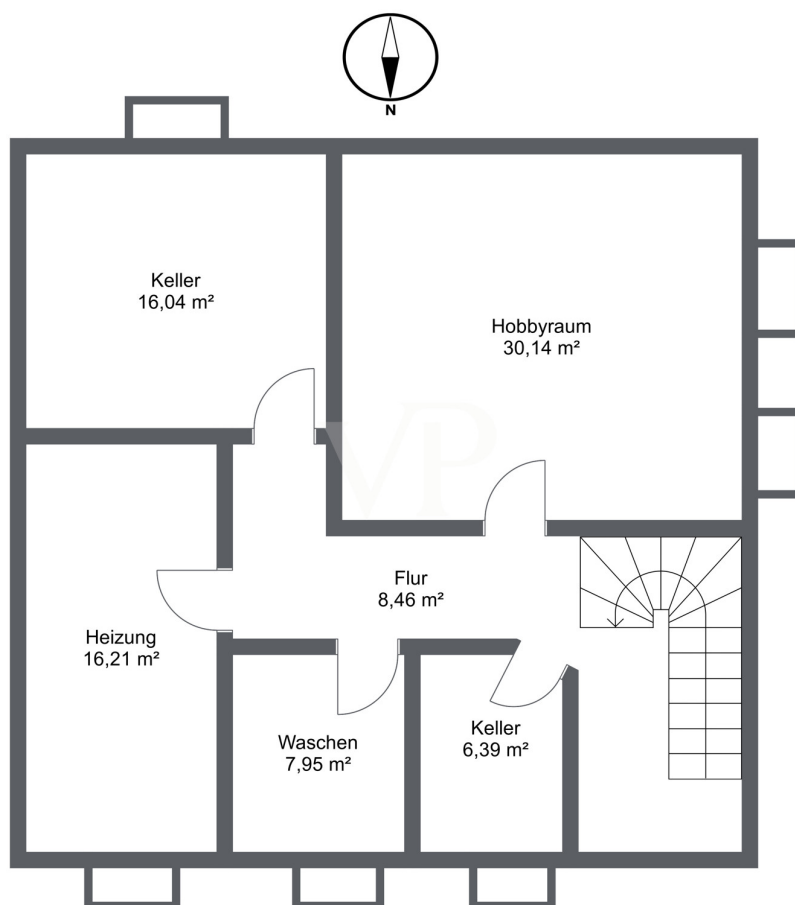 N
Keller
16,04 m²
Hobbyraum
30,14 m²
VP
Flur
8,46 m²
Heizung
16,21 m²
Waschen
7,95 m²
Keller
6,39 m²